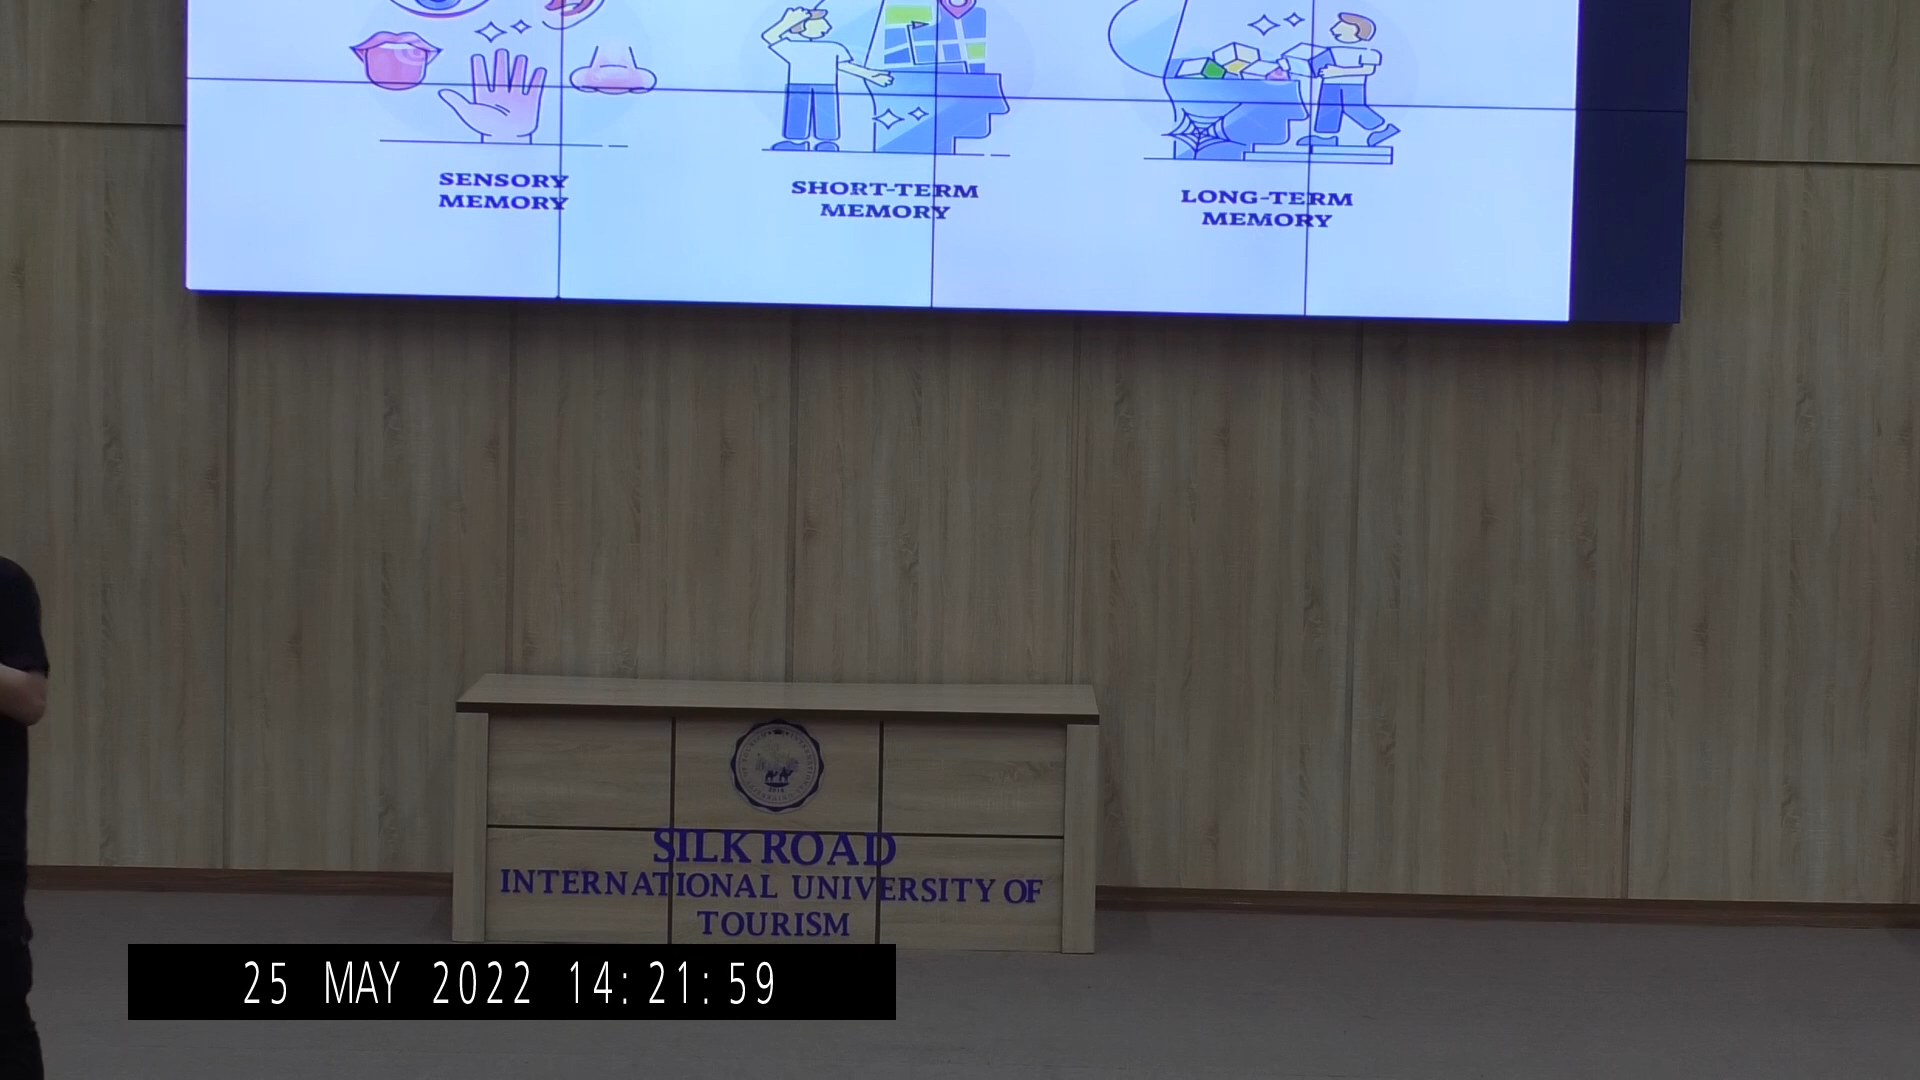 SENSORY
MEMORY
SHORT-TERM
MEMORY
LONG-TERM
MEMORY
SILK ROAD
INTERNATIONAL UNIVERSITY OF
TOURISM
25 MAY 2022 14:21:59